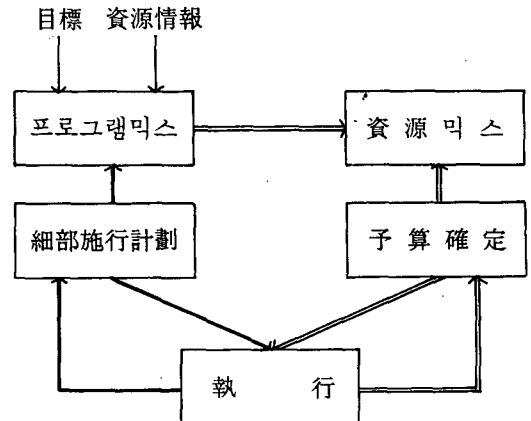 目標 資源情報
프로그램믹스
資源믹스
細部施行計劃
予算確定
執行